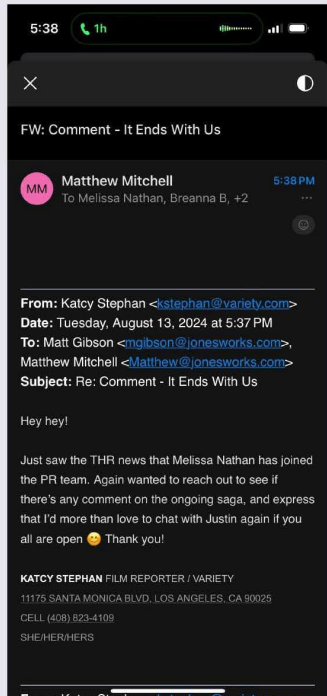 5:38 1h
FW: Comment - It Ends With Us
MM Matthew Mitchell 5:38 PM
To Melissa Nathan, Breanna B, +2 ...
From: Katcy Stephan <kstephan@variety.com>
Date: Tuesday, August 13, 2024 at 5:37 PM
To: Matt Gibson <mgibson@jonesworks.com>,
Matthew Mitchell <Matthew@jonesworks.com>
Subject: Re: Comment - It Ends With Us
Hey hey!
Just saw the THR news that Melissa Nathan has joined
the PR team. Again wanted to reach out to see if
there's any comment on the ongoing saga, and express
that I'd more than love to chat with Justin again if you
all are open 😊 Thank you!
KATCY STEPHAN FILM REPORTER / VARIETY
11175 SANTA MONICA BLVD, LOS ANGELES, CA 90025
CELL (408) 823-4109
SHE/HER/HERS